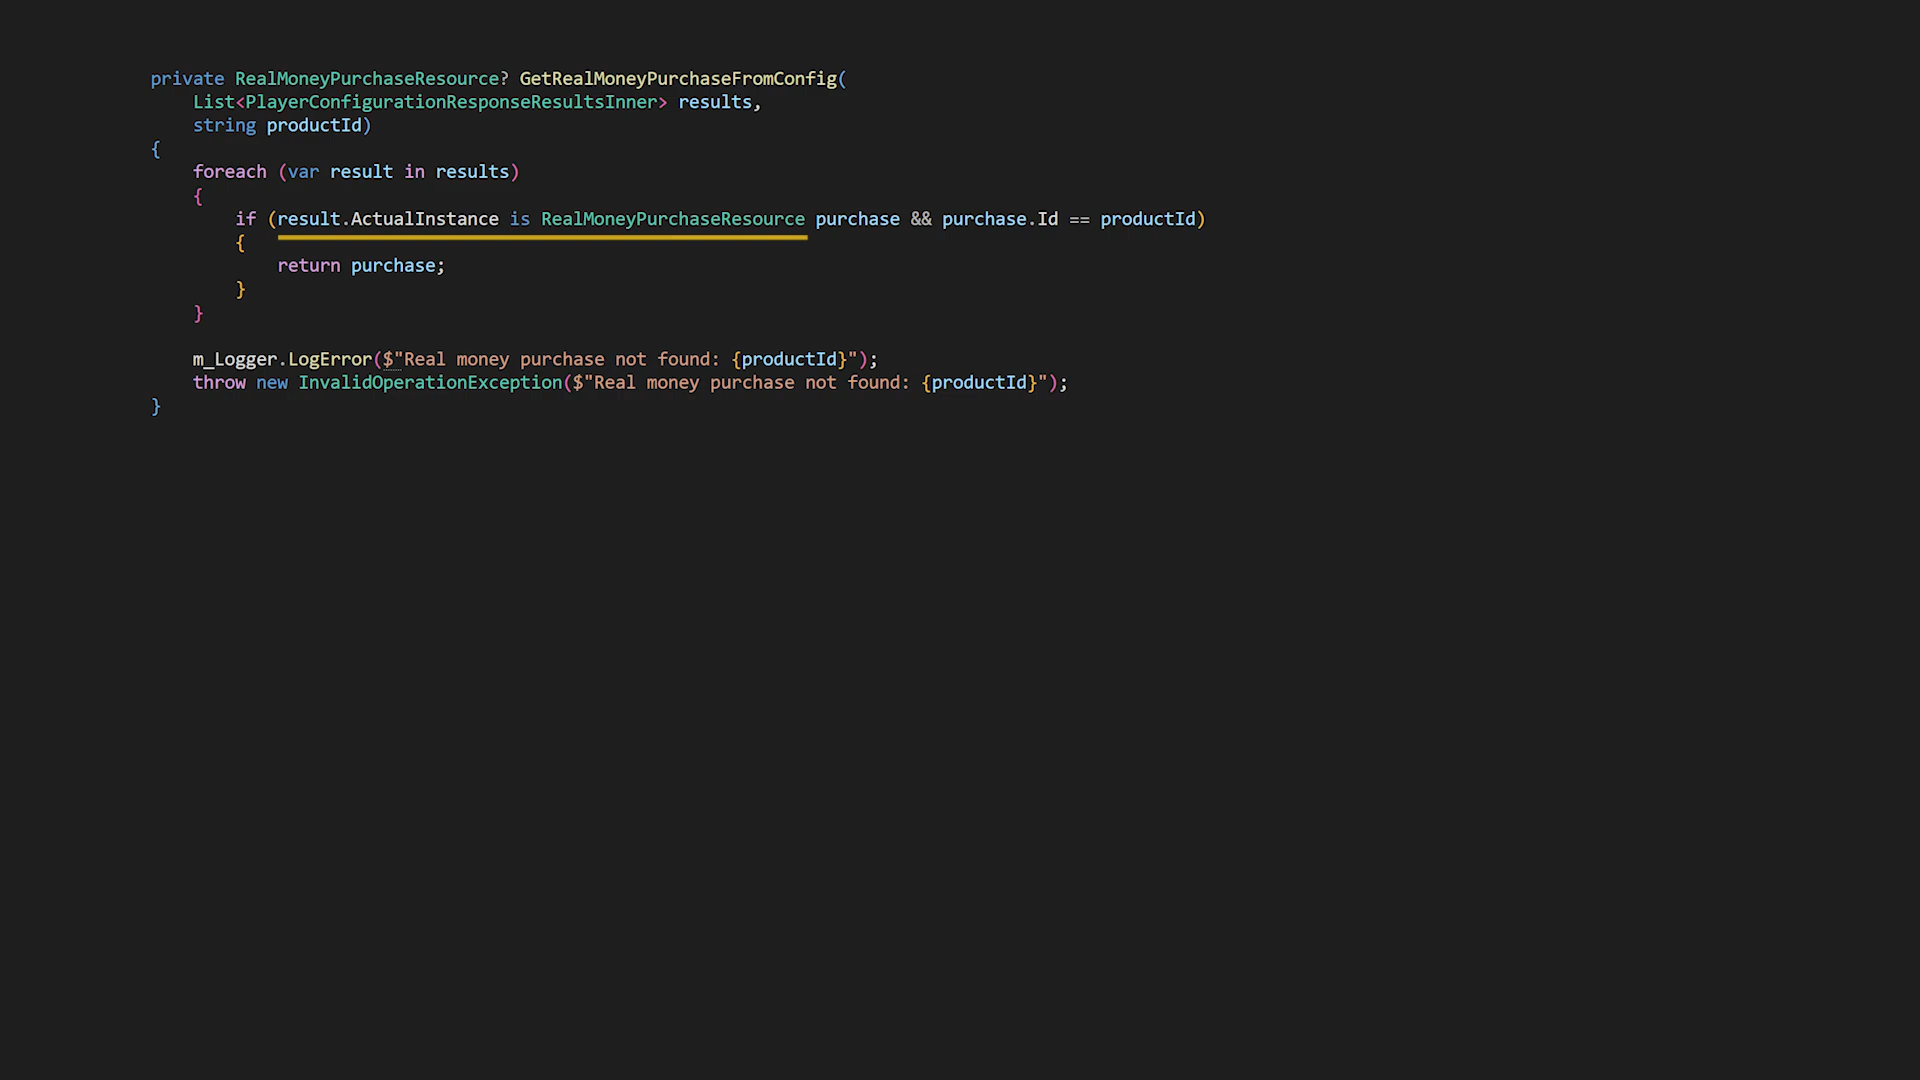 private RealMoneyPurchaseResource? GetRealMoneyPurchaseFromConfig(
    List<PlayerConfigurationResponseResultsInner> results,
    string productId)
{
    foreach (var result in results)
    {
        if (result.ActualInstance is RealMoneyPurchaseResource purchase && purchase.Id == productId)
        {
            return purchase;
        }
    }

    m_Logger.LogError($"Real money purchase not found: {productId}");
    throw new InvalidOperationException($"Real money purchase not found: {productId}");
}